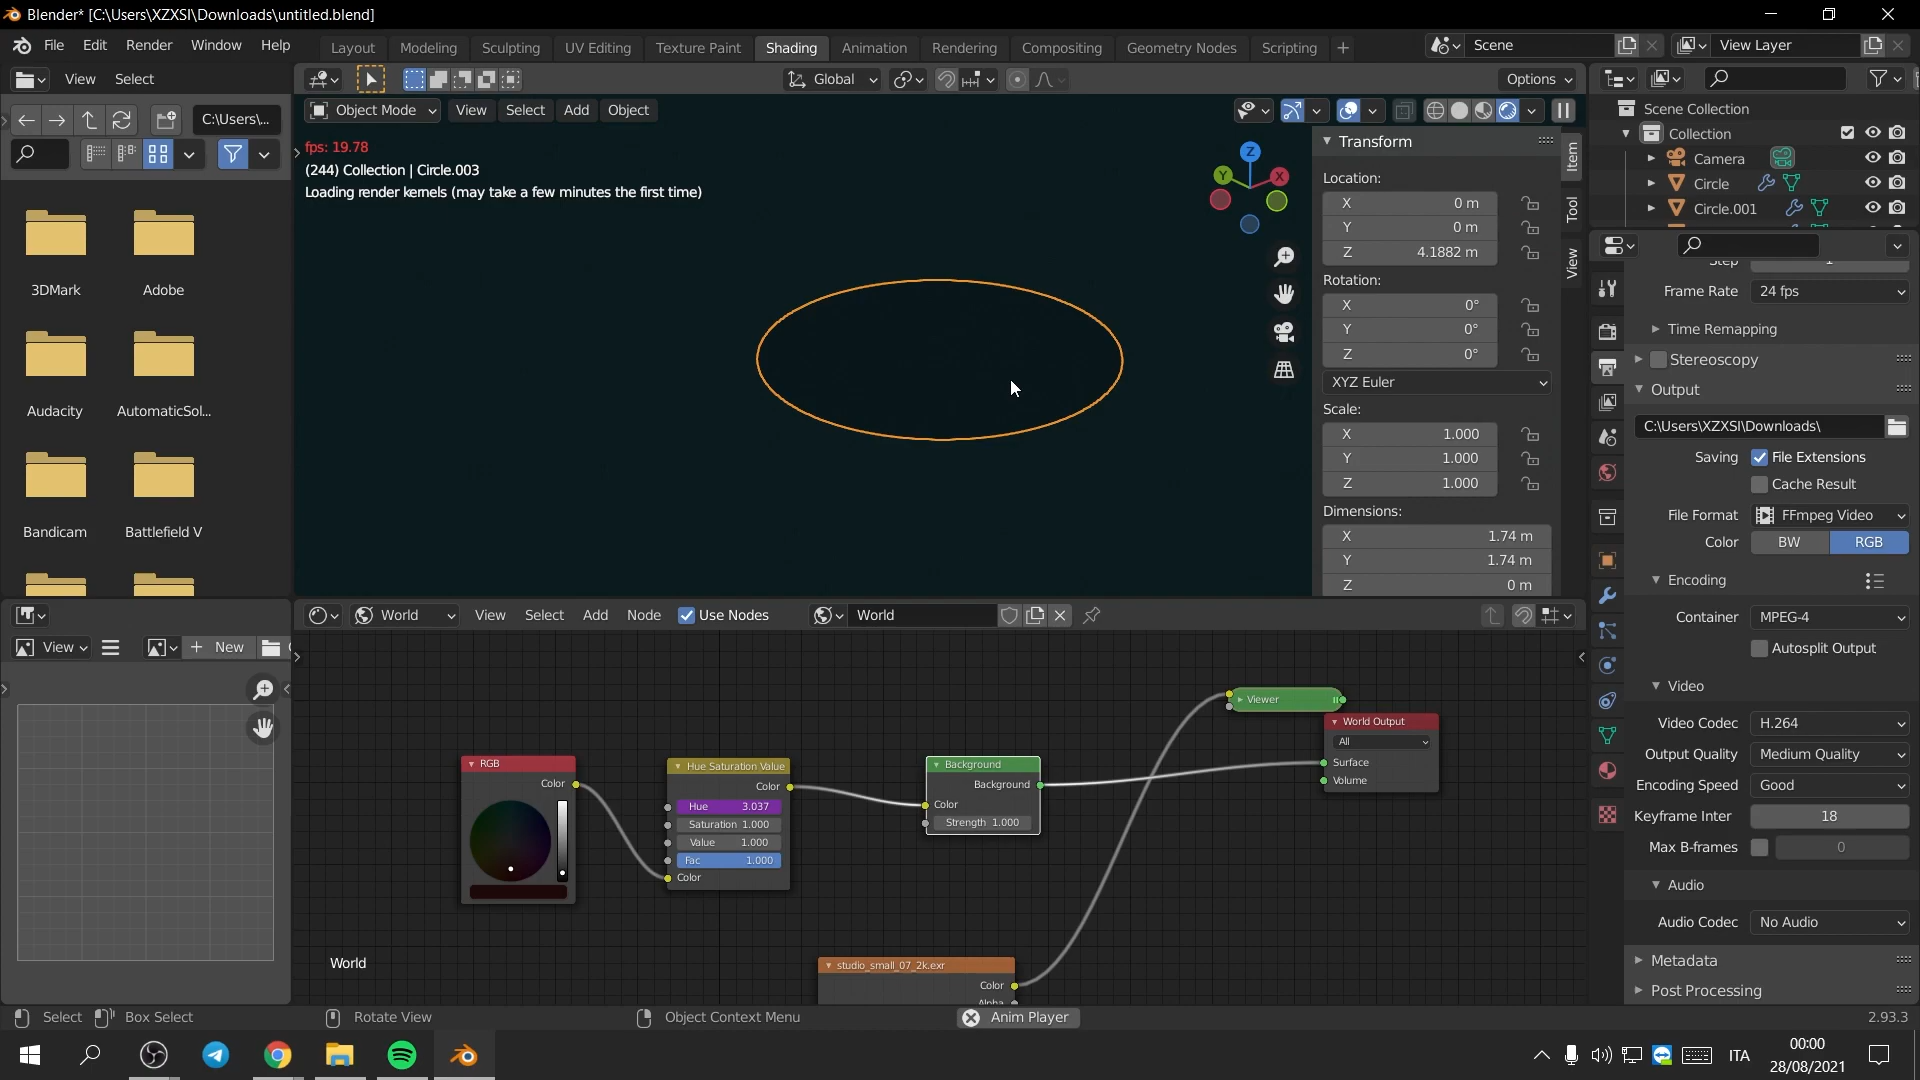 Blender* [C:\Users\XZXSI\Downloads\untitled.blend]
File Edit Render Window Help
Layout Modeling Sculpting UV Editing Texture Paint Shading Animation Rendering Compositing Geometry Nodes Scripting +
Scene
View Layer
View Select
Global
Options
C:\Users\...
Object Mode View Select Add Object
fps: 19.78
(244) Collection | Circle.003
Loading render kernels (may take a few minutes the first time)
Z
Y
X
3DMark
Adobe
Audacity
AutomaticSol...
Bandicam
Battlefield V
Transform
Location:
X 0 m
Y 0 m
Z 4.1882 m
Rotation:
X 0°
Y 0°
Z 0°
XYZ Euler
Scale:
X 1.000
Y 1.000
Z 1.000
Dimensions:
X 1.74 m
Y 1.74 m
Z 0 m
Item
Tool
View
Scene Collection
Collection
Camera
Circle
Circle.001
Step 1
Frame Rate 24 fps
Time Remapping
Stereoscopy
Output
C:\Users\XZXSI\Downloads\
Saving File Extensions
Cache Result
File Format FFmpeg Video
Color BW RGB
Encoding
Container MPEG-4
Autosplit Output
Video
Video Codec H.264
Output Quality Medium Quality
Encoding Speed Good
Keyframe Inter 18
Max B-frames 0
Audio
Audio Codec No Audio
Metadata
Post Processing
View
New
World View Select Add Node Use Nodes World
RGB
Color
Hue Saturation Value
Color
Hue 3.037
Saturation 1.000
Value 1.000
Fac 1.000
Color
Background
Background
Color
Strength 1.000
Viewer
World Output
All
Surface
Volume
studio_small_07_2k.exr
Color
Alpha
World
Select Box Select Rotate View Object Context Menu Anim Player 2.93.3
ITA
00:00
28/08/2021